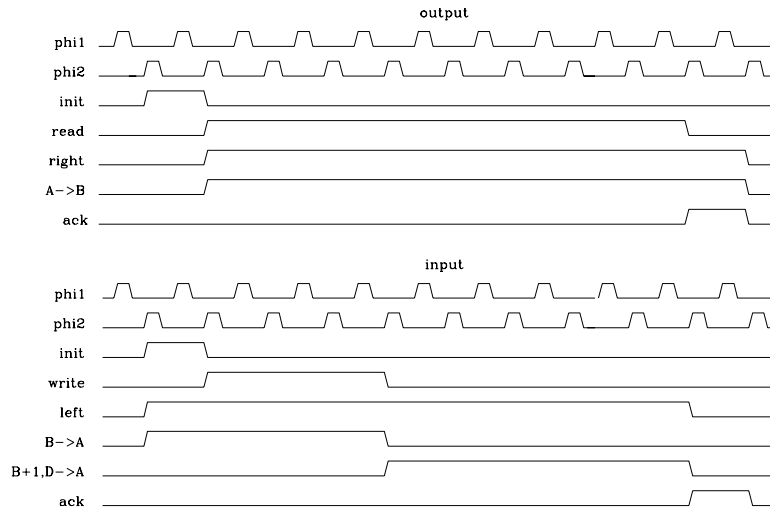 output
phi1
phi2
init
read
right
A->B
ack
input
phi1
phi2
init
write
left
B->A
B+1,D->A
ack